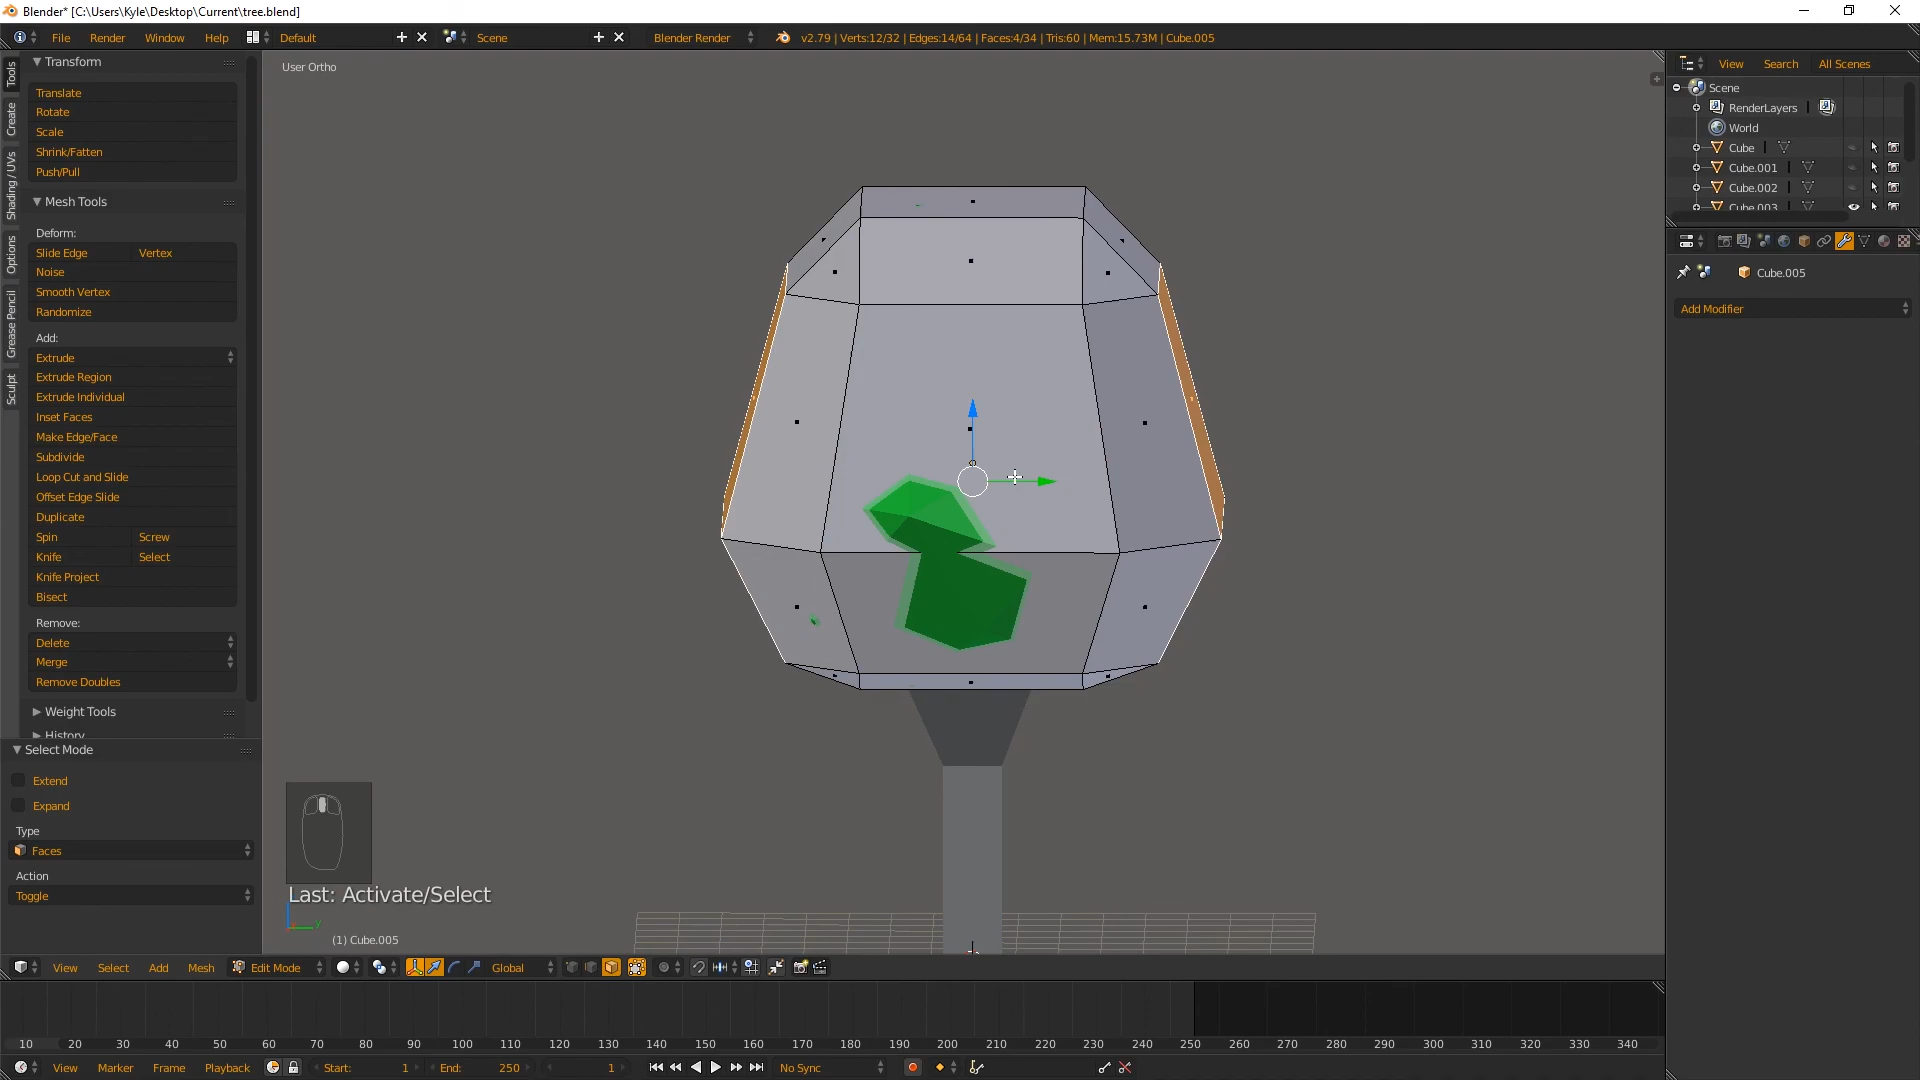 Blender* [C:\Users\Kyle\Desktop\Current\tree.blend]
File Render Window Help Default Scene Blender Render v2.79 | Verts:12/32 | Edges:14/64 | Faces:4/34 | Tris:60 | Mem:15.73M | Cube.005
Tools
Create
Shading / UVs
Options
Grease Pencil
Sculpt
Transform
Translate
Rotate
Scale
Shrink/Fatten
Push/Pull
Mesh Tools
Deform:
Slide Edge Vertex
Noise
Smooth Vertex
Randomize
Add:
Extrude
Extrude Region
Extrude Individual
Inset Faces
Make Edge/Face
Subdivide
Loop Cut and Slide
Offset Edge Slide
Duplicate
Spin Screw
Knife Select
Knife Project
Bisect
Remove:
Delete
Merge
Remove Doubles
Weight Tools
History
Select Mode
Extend
Expand
Type
Faces
Action
Toggle
User Ortho
Last: Activate/Select
(1) Cube.005
View Search All Scenes
Scene
RenderLayers
World
Cube
Cube.001
Cube.002
Cube.003
Cube.005
Add Modifier
View Select Add Mesh Edit Mode Global
10 20 30 40 50 60 70 80 90 100 110 120 130 140 150 160 170 180 190 200 210 220 230 240 250 260 270 280 290 300 310 320 330 340
View Marker Frame Playback Start: 1 End: 250 1 No Sync